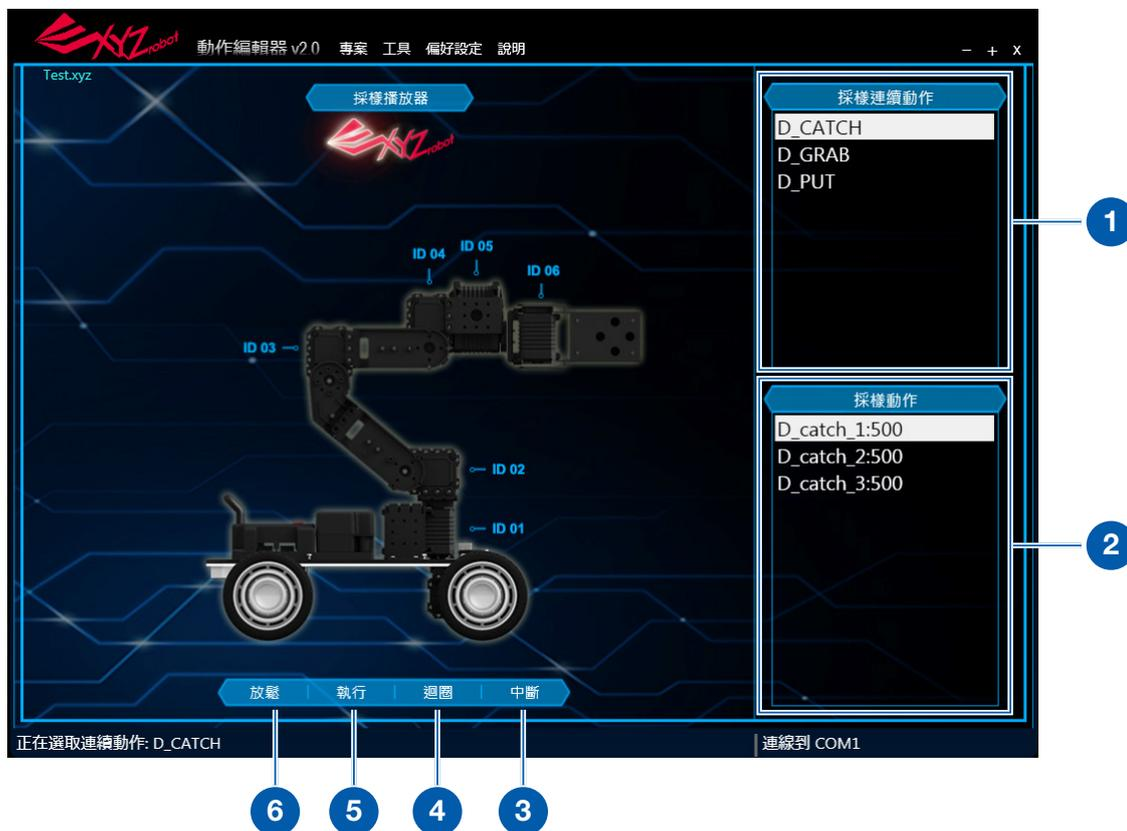 XYZrobot 動作編輯器 v2.0 專案 工具 偏好設定 說明 − + x
Test.xyz
採樣播放器
XYZrobot
ID 04
ID 05
ID 06
ID 03
ID 02
ID 01
放鬆 執行 迴圈 中斷
採樣連續動作
D_CATCH
D_GRAB
D_PUT
1
採樣動作
D_catch_1:500
D_catch_2:500
D_catch_3:500
2
正在選取連續動作: D_CATCH
連線到 COM1
6 5 4 3